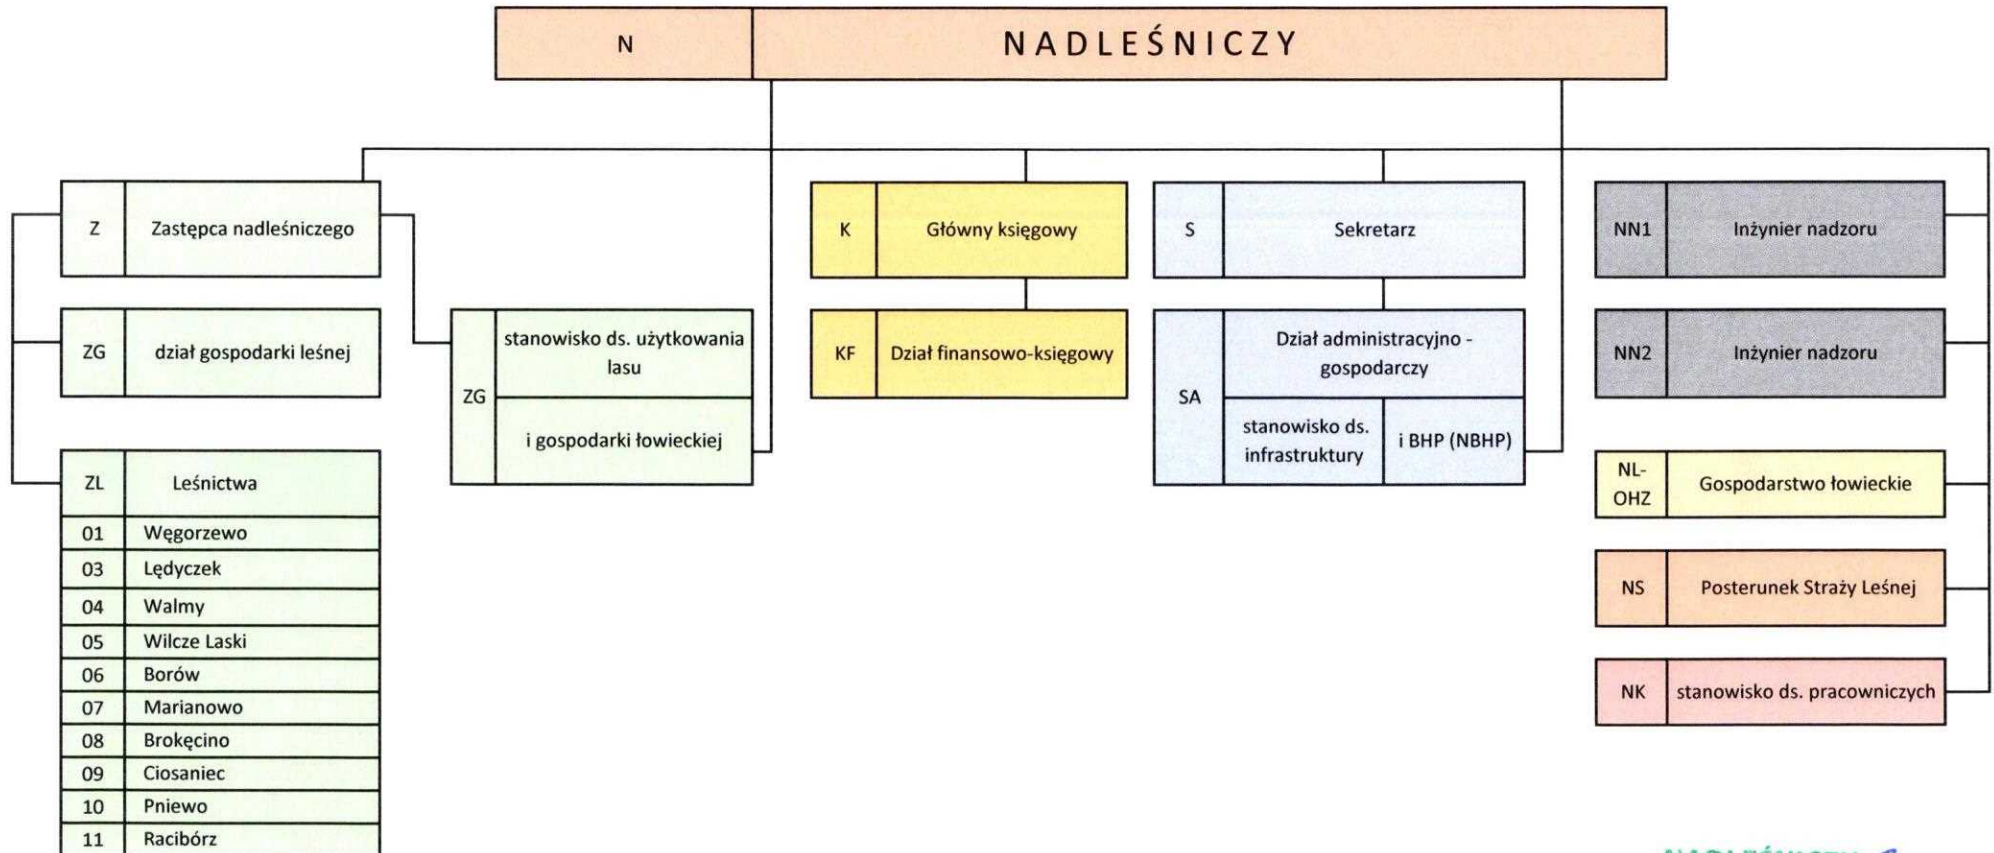 N
NADLEŚNICZY
Z
Zastępca nadleśniczego
ZG
dział gospodarki leśnej
ZL
Leśnictwa
01
Węgorzewo
03
Lędyczek
04
Walmy
05
Wilcze Laski
06
Borów
07
Marianowo
08
Brokęcino
09
Ciosaniec
10
Pniewo
11
Racibórz
ZG
stanowisko ds. użytkowania
lasu
i gospodarki łowieckiej
K
Główny księgowy
KF
Dział finansowo-księgowy
S
Sekretarz
SA
Dział administracyjno -
gospodarczy
stanowisko ds.
infrastruktury
i BHP (NBHP)
NN1
Inżynier nadzoru
NN2
Inżynier nadzoru
NL-
OHZ
Gospodarstwo łowieckie
NS
Posterunek Straży Leśnej
NK
stanowisko ds. pracowniczych
NADLEŚNICZY